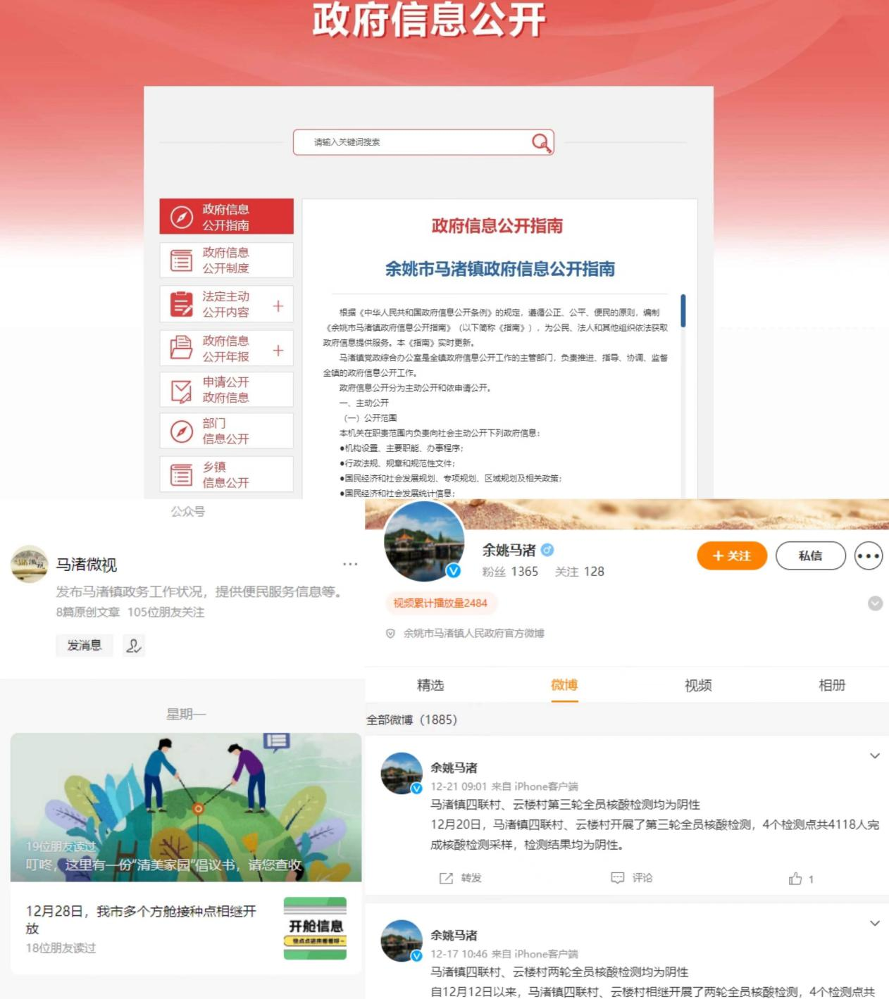 政府信息公开
请输入关键词搜索
政府信息
公开指南
政府信息
公开制度
法定主动
公开内容
政府信息
公开年报
申请公开
政府信息
部门
信息公开
乡镇
信息公开
政府信息公开指南
余姚市马渚镇政府信息公开指南
根据《中华人民共和国政府信息公开条例》的规定，遵循公正、公平、便民的原则，编制
《余姚市马渚镇政府信息公开指南》（以下简称《指南》），为公民、法人和其他组织依法获取
政府信息提供服务。本《指南》实时更新。
马渚镇党政综合办公室是全镇政府信息公开工作的主管部门，负责推进、指导、协调、监督
全镇的政府信息公开工作。
政府信息公开分为主动公开和依申请公开。
一、主动公开
（一）公开范围
本机关在职责范围内负责向社会主动公开下列政府信息：
●机构设置、主要职能、办事程序；
●行政法规、规章和规范性文件；
●国民经济和社会发展规划、专项规划、区域规划及相关政策；
●国民经济和社会发展统计信息；
公众号
马渚微视
发布马渚镇政务工作状况，提供便民服务信息等。
8篇原创文章 105位朋友关注
发消息
星期一
19位朋友读过
叮咚，这里有一份“清美家园”倡议书，请您查收
12月28日，我市多个方舱接种点相继开
放
18位朋友读过
开舱信息
余姚马渚
粉丝 1365 关注 128
+ 关注
私信
视频累计播放量2484
余姚市马渚镇人民政府官方微博
精选
微博
视频
相册
全部微博（1885）
余姚马渚
12-21 09:01 来自 iPhone客户端
马渚镇四联村、云楼村第三轮全员核酸检测均为阴性
12月20日，马渚镇四联村、云楼村开展了第三轮全员核酸检测，4个检测点共4118人完
成核酸检测采样，检测结果均为阴性。
转发
评论
1
余姚马渚
12-17 10:46 来自 iPhone客户端
马渚镇四联村、云楼村两轮全员核酸检测均为阴性
自12月12日以来，马渚镇四联村、云楼村相继开展了两轮全员核酸检测，4个检测点共